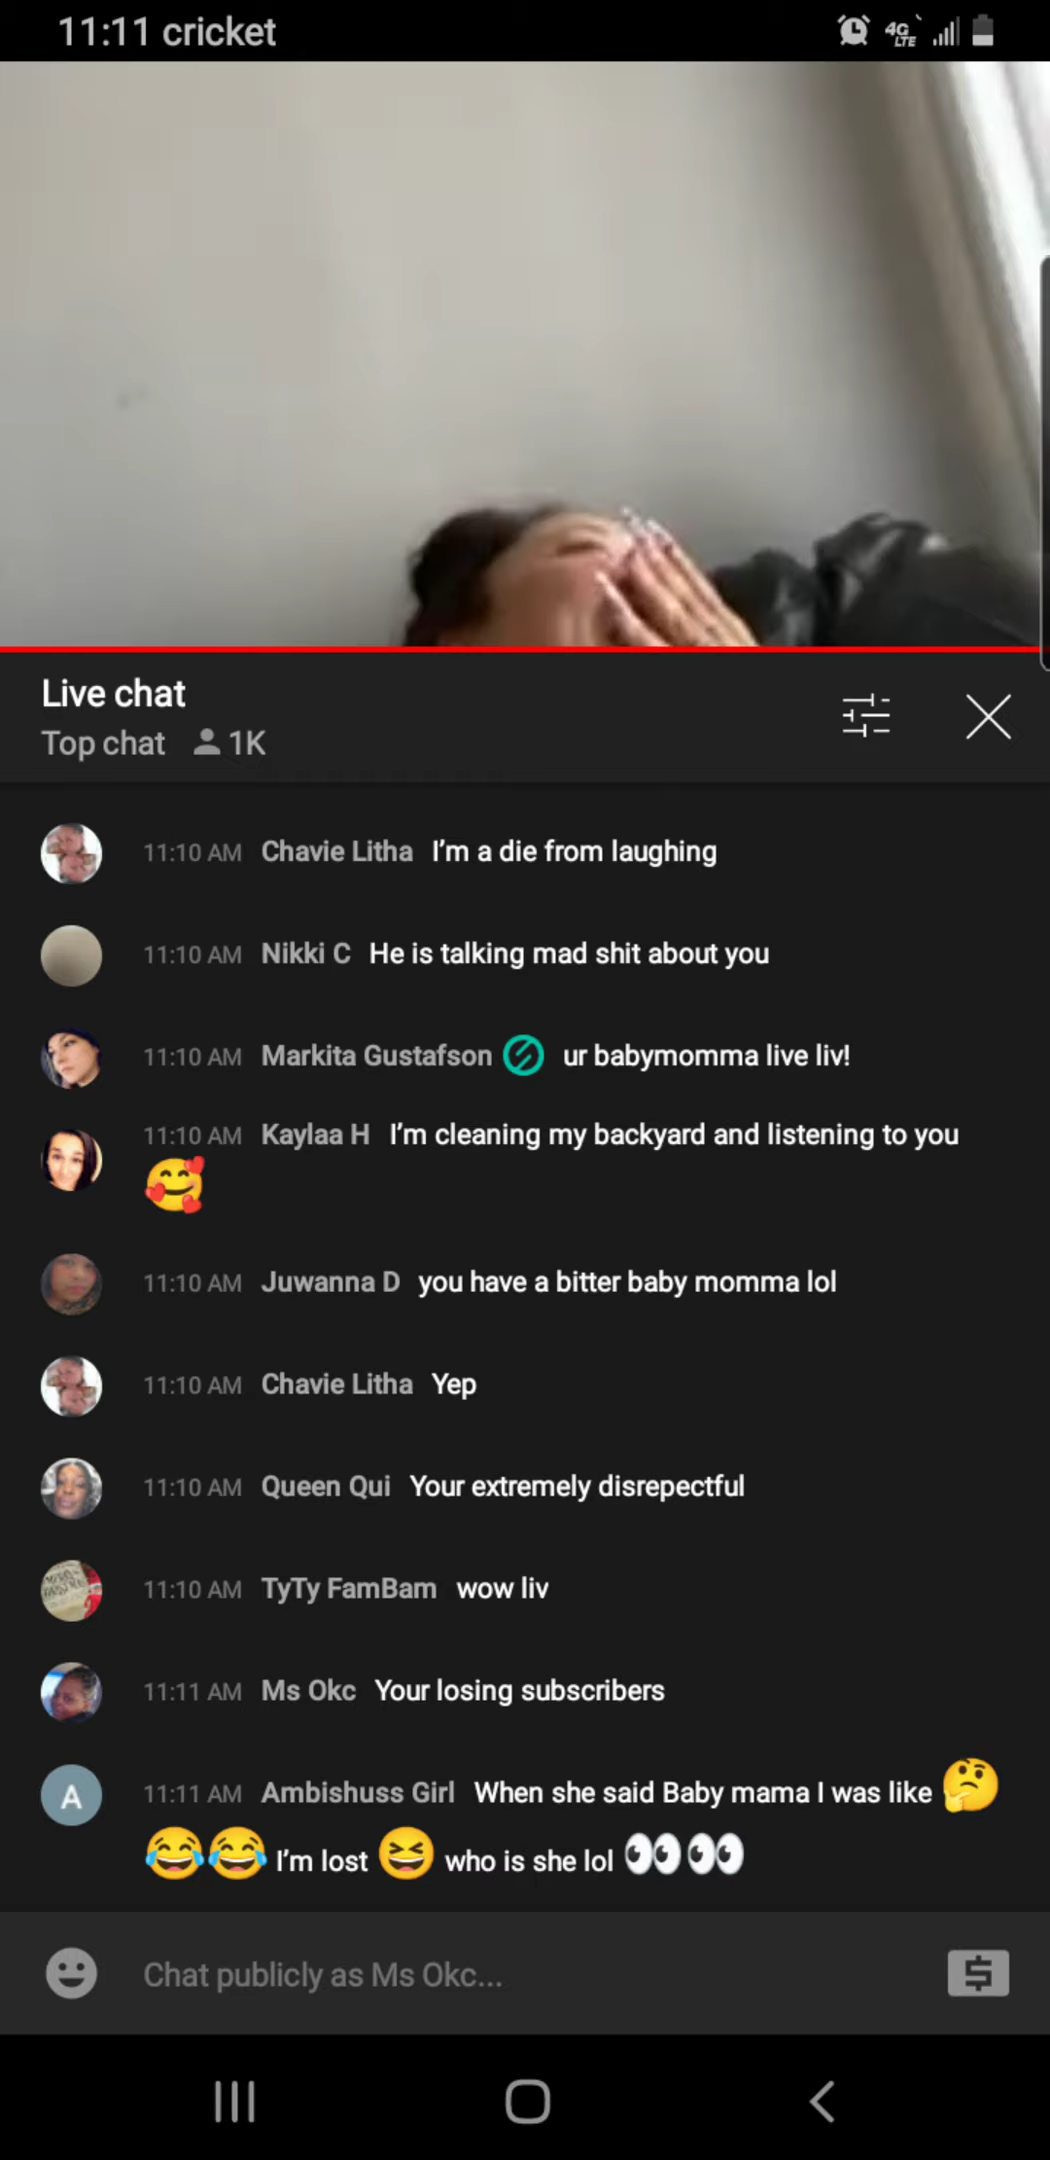 11:11 cricket
4G LTE
Live chat
Top chat 1K
11:10 AM Chavie Litha I'm a die from laughing
11:10 AM Nikki C He is talking mad shit about you
11:10 AM Markita Gustafson ur babymomma live liv!
11:10 AM Kaylaa H I'm cleaning my backyard and listening to you
🥰
11:10 AM Juwanna D you have a bitter baby momma lol
11:10 AM Chavie Litha Yep
11:10 AM Queen Qui Your extremely disrepectful
11:10 AM TyTy FamBam wow liv
11:11 AM Ms Okc Your losing subscribers
A 11:11 AM Ambishuss Girl When she said Baby mama I was like 🤔
😂😂 I'm lost 😆 who is she lol 👀👀
Chat publicly as Ms Okc...
$